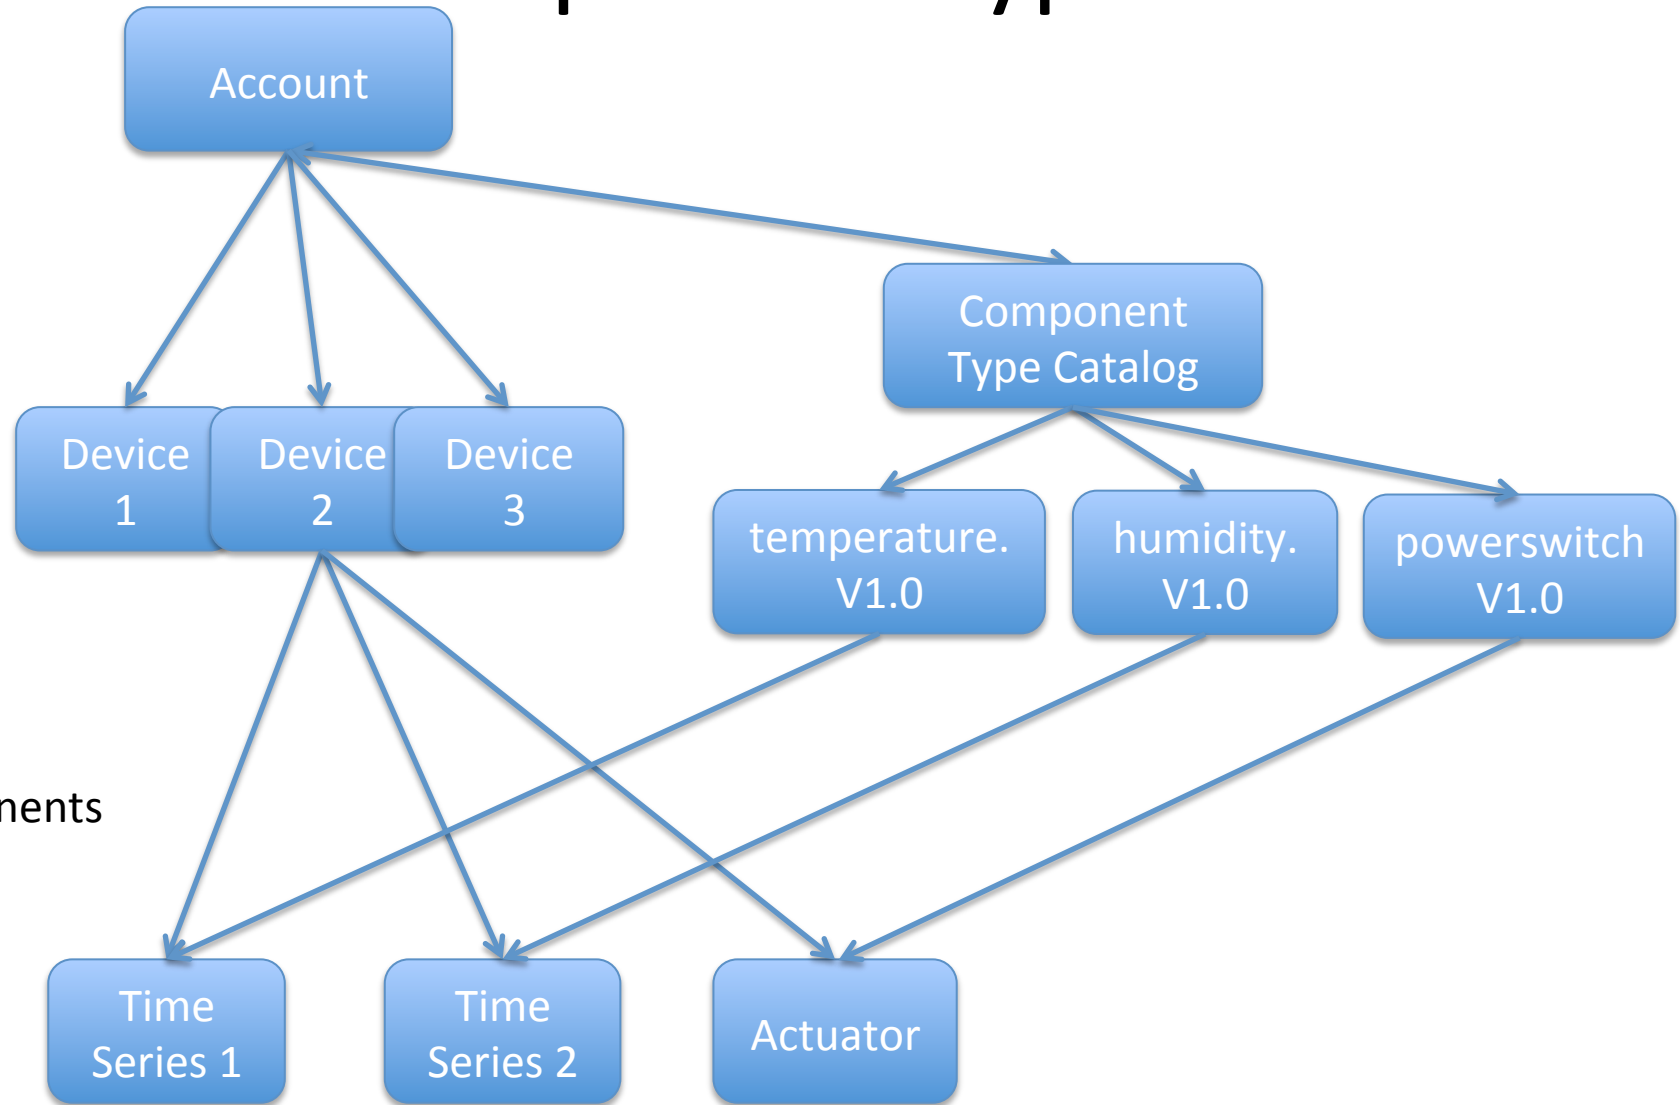 Account
Component
Type Catalog
Device
1
Device
2
Device
3
temperature.
V1.0
humidity.
V1.0
powerswitch
V1.0
nents
Time
Series 1
Time
Series 2
Actuator